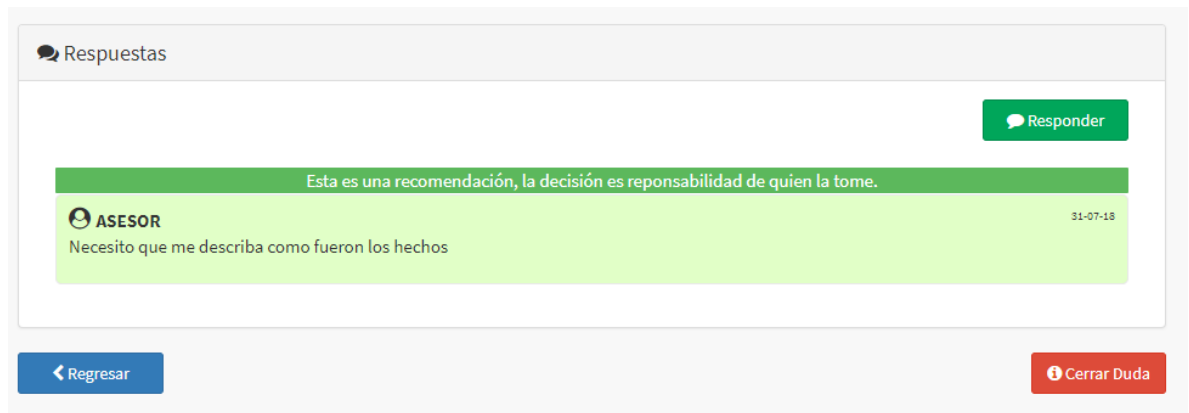 Respuestas
Responder
Esta es una recomendación, la decisión es reponsabilidad de quien la tome.
ASESOR
31-07-18
Necesito que me describa como fueron los hechos
Regresar
Cerrar Duda